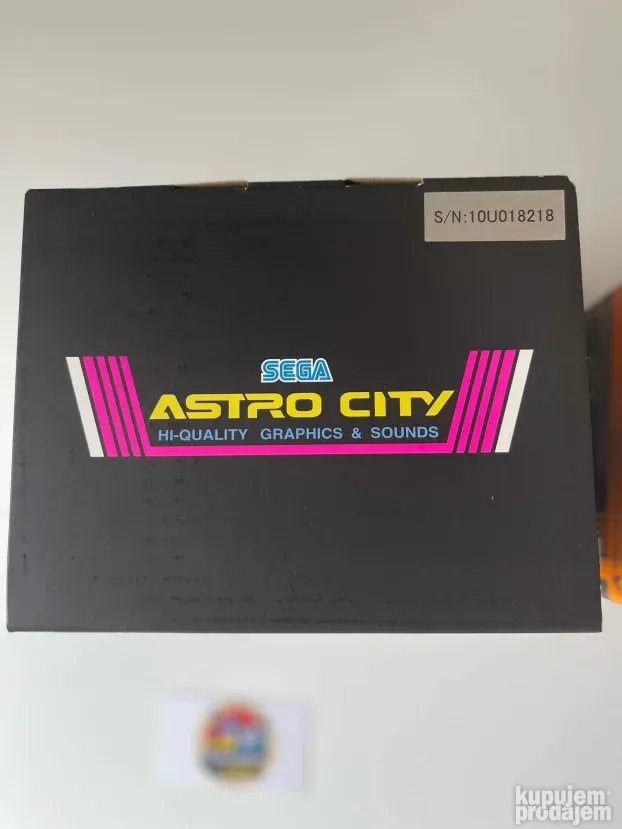 S/N:10U018218
SEGA
ASTRO CITY
HI-QUALITY GRAPHICS & SOUNDS
kupujem
prodajem